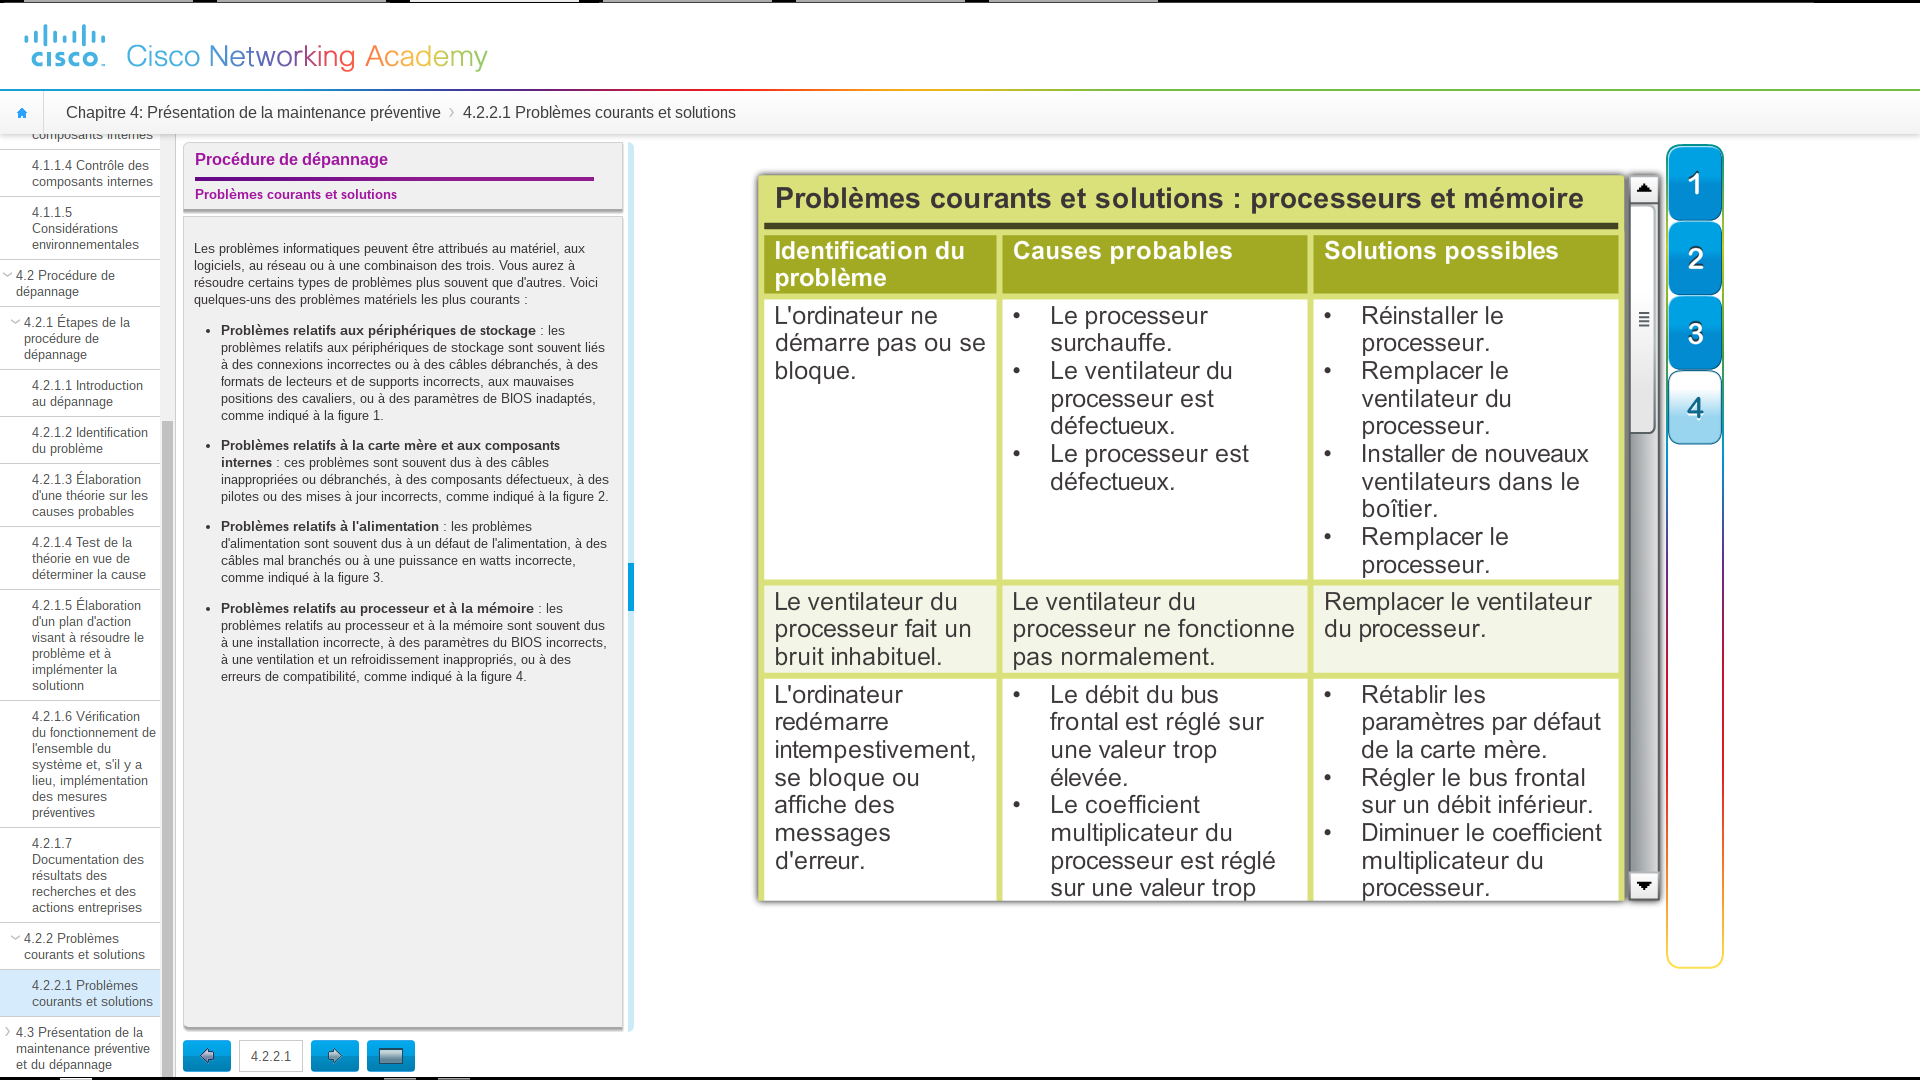 cisco
Cisco Networking Academy
Chapitre 4: Présentation de la maintenance préventive > 4.2.2.1 Problèmes courants et solutions
composants internes
4.1.1.4 Contrôle des
composants internes
4.1.1.5
Considérations
environnementales
4.2 Procédure de
dépannage
4.2.1 Étapes de la
procédure de
dépannage
4.2.1.1 Introduction
au dépannage
4.2.1.2 Identification
du problème
4.2.1.3 Élaboration
d'une théorie sur les
causes probables
4.2.1.4 Test de la
théorie en vue de
déterminer la cause
4.2.1.5 Élaboration
d'un plan d'action
visant à résoudre le
problème et à
implémenter la
solutionn
4.2.1.6 Vérification
du fonctionnement de
l'ensemble du
système et, s'il y a
lieu, implémentation
des mesures
préventives
4.2.1.7
Documentation des
résultats des
recherches et des
actions entreprises
4.2.2 Problèmes
courants et solutions
4.2.2.1 Problèmes
courants et solutions
4.3 Présentation de la
maintenance préventive
et du dépannage
Procédure de dépannage
Problèmes courants et solutions
Les problèmes informatiques peuvent être attribués au matériel, aux
logiciels, au réseau ou à une combinaison des trois. Vous aurez à
résoudre certains types de problèmes plus souvent que d'autres. Voici
quelques-uns des problèmes matériels les plus courants :
• Problèmes relatifs aux périphériques de stockage : les
problèmes relatifs aux périphériques de stockage sont souvent liés
à des connexions incorrectes ou à des câbles débranchés, à des
formats de lecteurs et de supports incorrects, aux mauvaises
positions des cavaliers, ou à des paramètres de BIOS inadaptés,
comme indiqué à la figure 1.
• Problèmes relatifs à la carte mère et aux composants
internes : ces problèmes sont souvent dus à des câbles
inappropriées ou débranchés, à des composants défectueux, à des
pilotes ou des mises à jour incorrects, comme indiqué à la figure 2.
• Problèmes relatifs à l'alimentation : les problèmes
d'alimentation sont souvent dus à un défaut de l'alimentation, à des
câbles mal branchés ou à une puissance en watts incorrecte,
comme indiqué à la figure 3.
• Problèmes relatifs au processeur et à la mémoire : les
problèmes relatifs au processeur et à la mémoire sont souvent dus
à une installation incorrecte, à des paramètres du BIOS incorrects,
à une ventilation et un refroidissement inappropriés, ou à des
erreurs de compatibilité, comme indiqué à la figure 4.
4.2.2.1
Problèmes courants et solutions : processeurs et mémoire
Identification du
problème
Causes probables
Solutions possibles
L'ordinateur ne
démarre pas ou se
bloque.
• Le processeur
surchauffe.
• Le ventilateur du
processeur est
défectueux.
• Le processeur est
défectueux.
• Réinstaller le
processeur.
• Remplacer le
ventilateur du
processeur.
• Installer de nouveaux
ventilateurs dans le
boîtier.
• Remplacer le
processeur.
Le ventilateur du
processeur fait un
bruit inhabituel.
Le ventilateur du
processeur ne fonctionne
pas normalement.
Remplacer le ventilateur
du processeur.
L'ordinateur
redémarre
intempestivement,
se bloque ou
affiche des
messages
d'erreur.
• Le débit du bus
frontal est réglé sur
une valeur trop
élevée.
• Le coefficient
multiplicateur du
processeur est réglé
sur une valeur trop
• Rétablir les
paramètres par défaut
de la carte mère.
• Régler le bus frontal
sur un débit inférieur.
• Diminuer le coefficient
multiplicateur du
processeur.
1
2
3
4